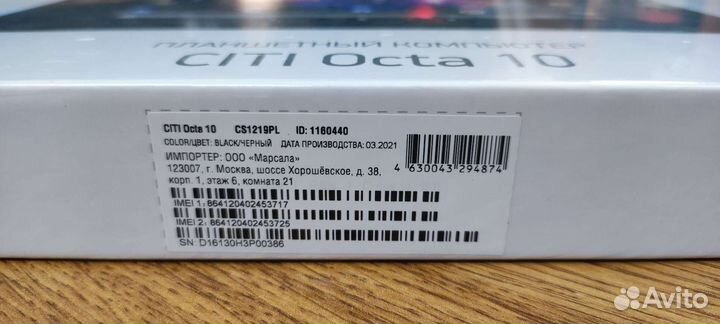 ПЛАНШЕТНЫЙ КОМПЬЮТЕР
CITI Octa 10
CITI Octa 10 CS1219PL ID: 1160440
COLOR/ЦВЕТ: BLACK/ЧЕРНЫЙ ДАТА ПРОИЗВОДСТВА: 03.2021
ИМПОРТЕР: ООО «Марсала»
123007, г. Москва, шоссе Хорошёвское, д. 38,
корп. 1, этаж 6, комната 21
4 630043 294874
IMEI 1: 864120402453717
IMEI 2: 864120402453725
SN: D16130H3P00386
Avito